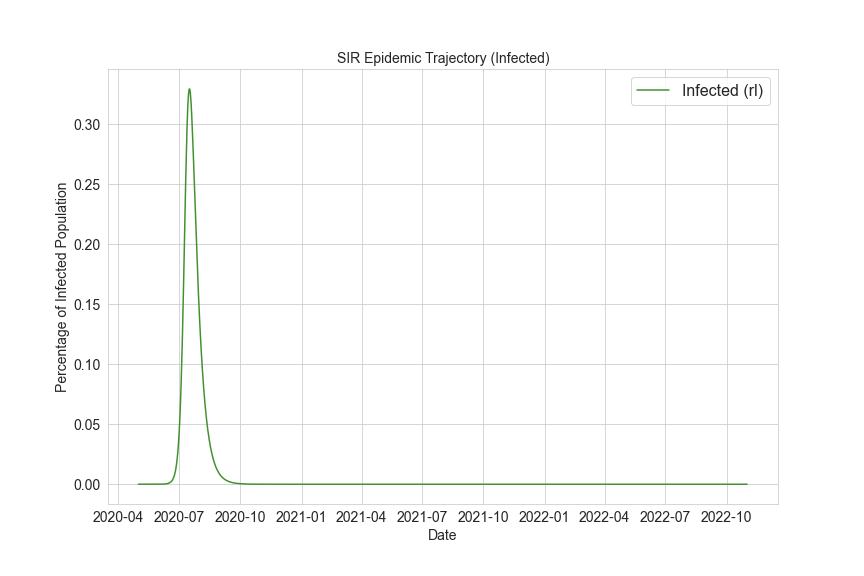 SIR Epidemic Trajectory (Infected)
Infected (rI)
Percentage of Infected Population
0.30
0.25
0.20
0.15
0.10
0.05
0.00
2020-04 2020-07 2020-10 2021-01 2021-04 2021-07 2021-10 2022-01 2022-04 2022-07 2022-10
Date